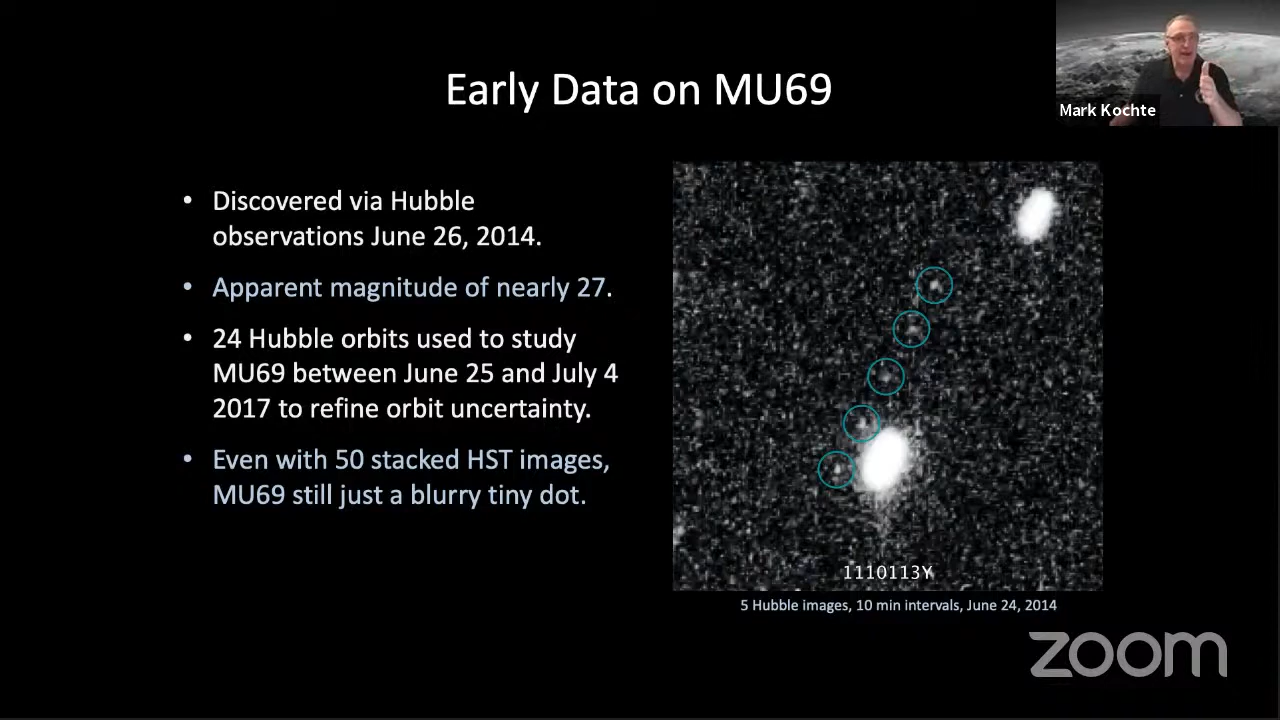 Early Data on MU69
Mark Kochte
• Discovered via Hubble
observations June 26, 2014.
• Apparent magnitude of nearly 27.
• 24 Hubble orbits used to study
MU69 between June 25 and July 4
2017 to refine orbit uncertainty.
• Even with 50 stacked HST images,
MU69 still just a blurry tiny dot.
1110113Y
5 Hubble images, 10 min intervals, June 24, 2014
zoom